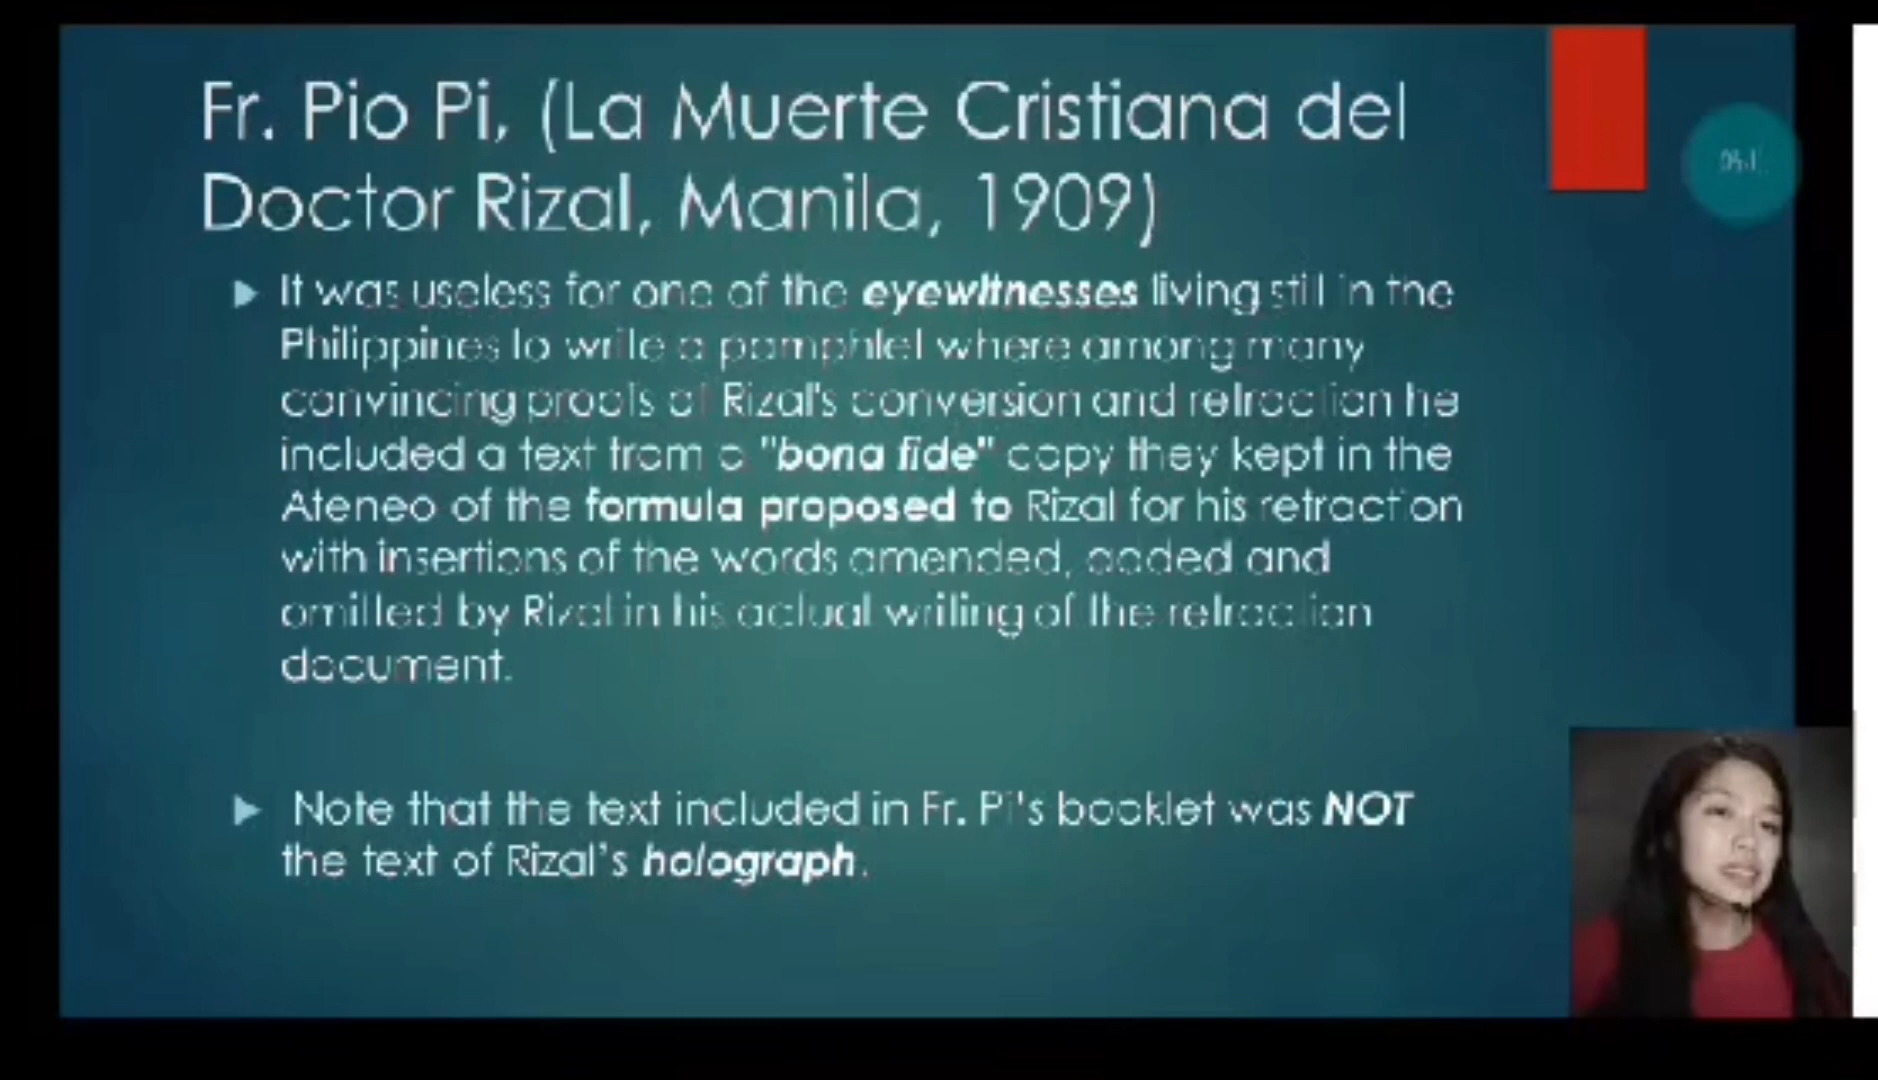 Fr. Pio Pi, (La Muerte Cristiana del
Doctor Rizal, Manila, 1909)
It was useless for one of the eyewitnesses living still in the
Philippines to write a pamphlet where among many
convincing proofs of Rizal's conversion and retraction he
included a text from a "bona fide" copy they kept in the
Ateneo of the formula proposed to Rizal for his retraction
with insertions of the words amended, added and
omitted by Rizal in his actual writing of the retraction
document.
Note that the text included in Fr. Pi's booklet was NOT
the text of Rizal's holograph.